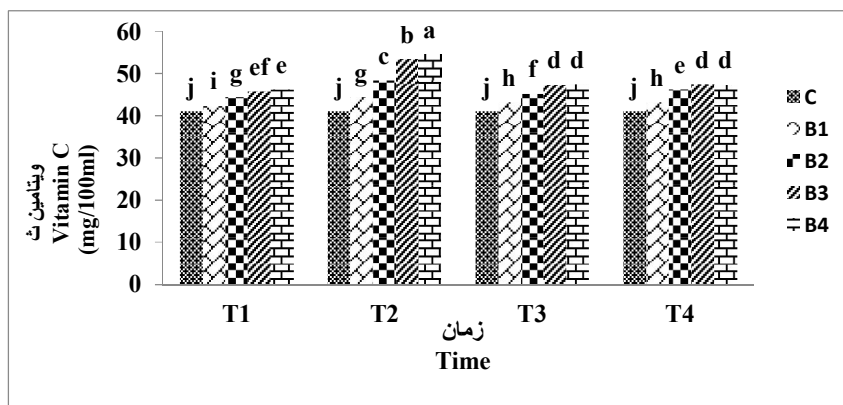 60
50
40
30
20
10
0
ویتامین ث
Vitamin C
(mg/100ml)
j i g ef e
j g c b a
j h f d d
j h e d d
T1 T2 T3 T4
زمان
Time
C
B1
B2
B3
B4